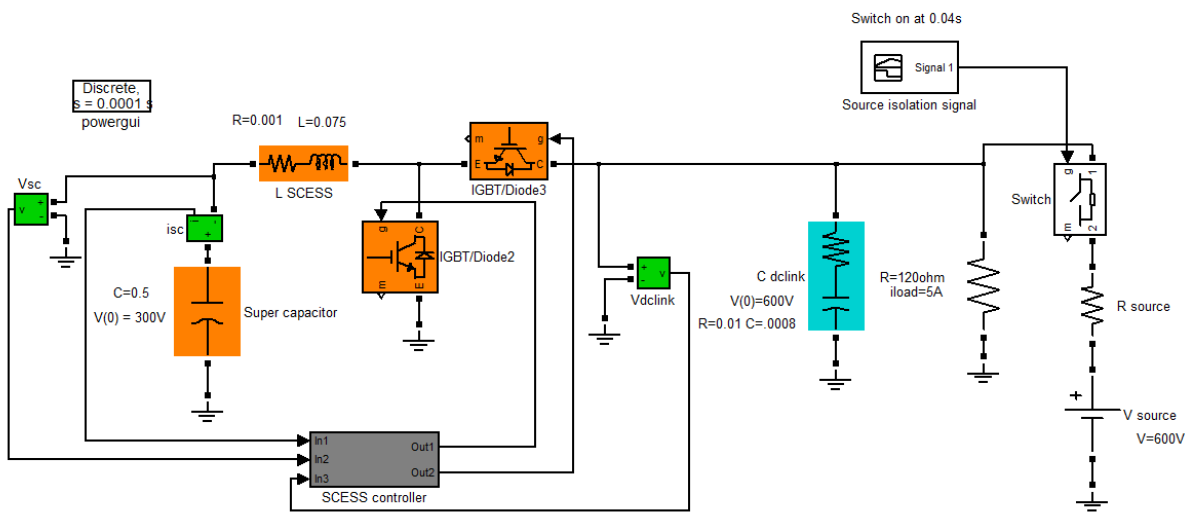 Switch on at 0.04s
Signal 1
Source isolation signal
Discrete,
s = 0.0001 s
powergui
R=0.001 L=0.075
L SCESS
m
g
E
C
IGBT/Diode3
Vsc
v
+
-
isc
-
+
g
C
m
E
IGBT/Diode2
C=0.5
V(0) = 300V
Super capacitor
+
-
v
Vdclink
C dclink
V(0)=600V
R=0.01 C=.0008
R=120ohm
iload=5A
g
1
m
2
Switch
R source
+
V source
V=600V
In1
In2
In3
Out1
Out2
SCESS controller